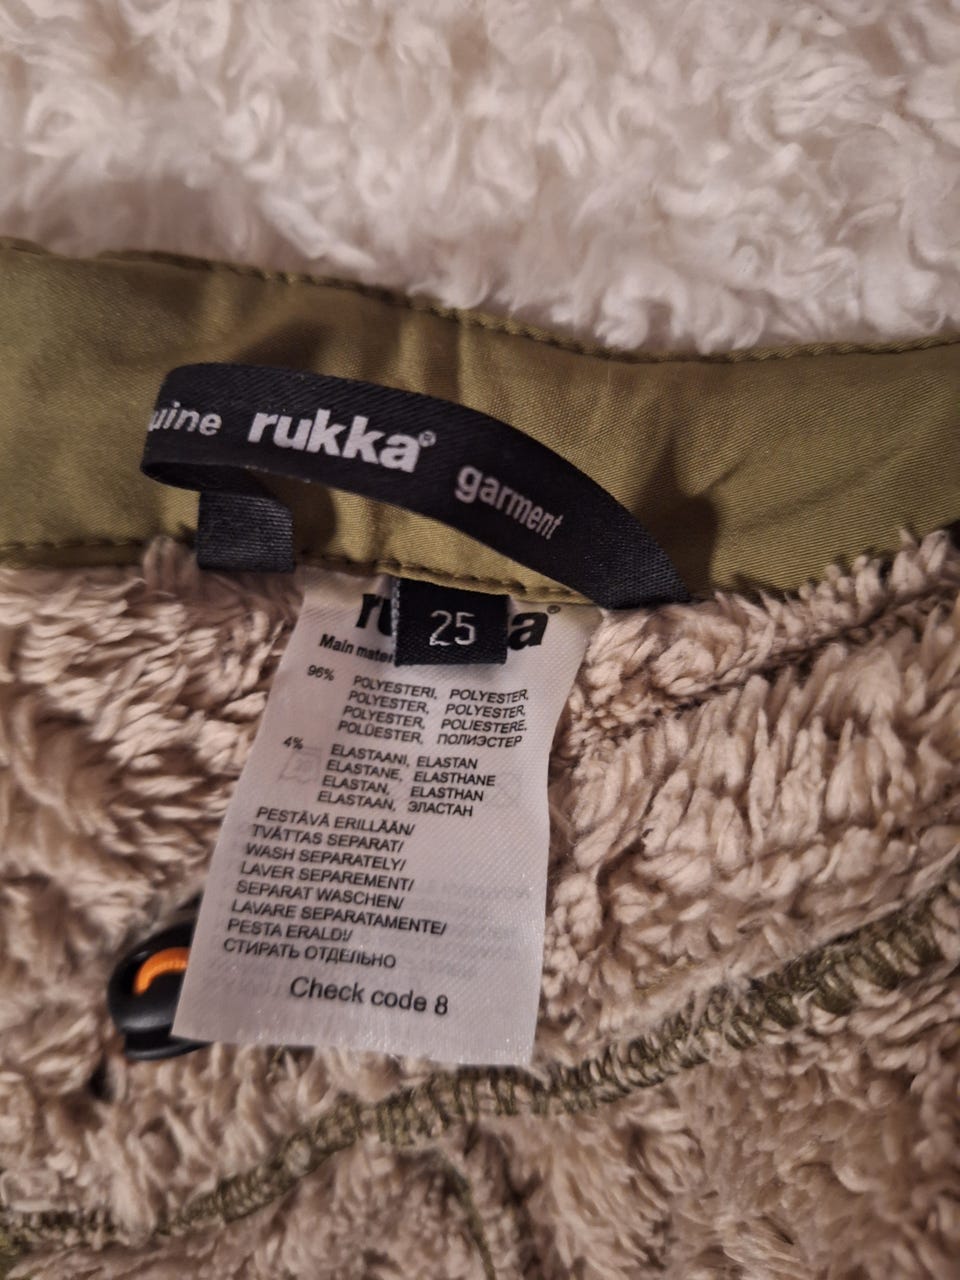 rukka® garment
25
Main
96% POLYESTERI, POLYESTER,
POLYESTER, POLYESTER,
POLYESTER, POLIESTERE,
POLÜESTER, ПОЛИЭСТЕР
4% ELASTAANI, ELASTAN
ELASTANE, ELASTHANE
ELASTAN, ELASTHAN
ELASTAAN, ЭЛАСТАН
PESTÄVÄ ERILLÄÄN/
TVÄTTAS SEPARAT/
WASH SEPARATELY/
LAVER SEPAREMENT/
SEPARAT WASCHEN/
LAVARE SEPARATAMENTE/
PESTA ERALDI/
СТИРАТЬ ОТДЕЛЬНО
Check code 8